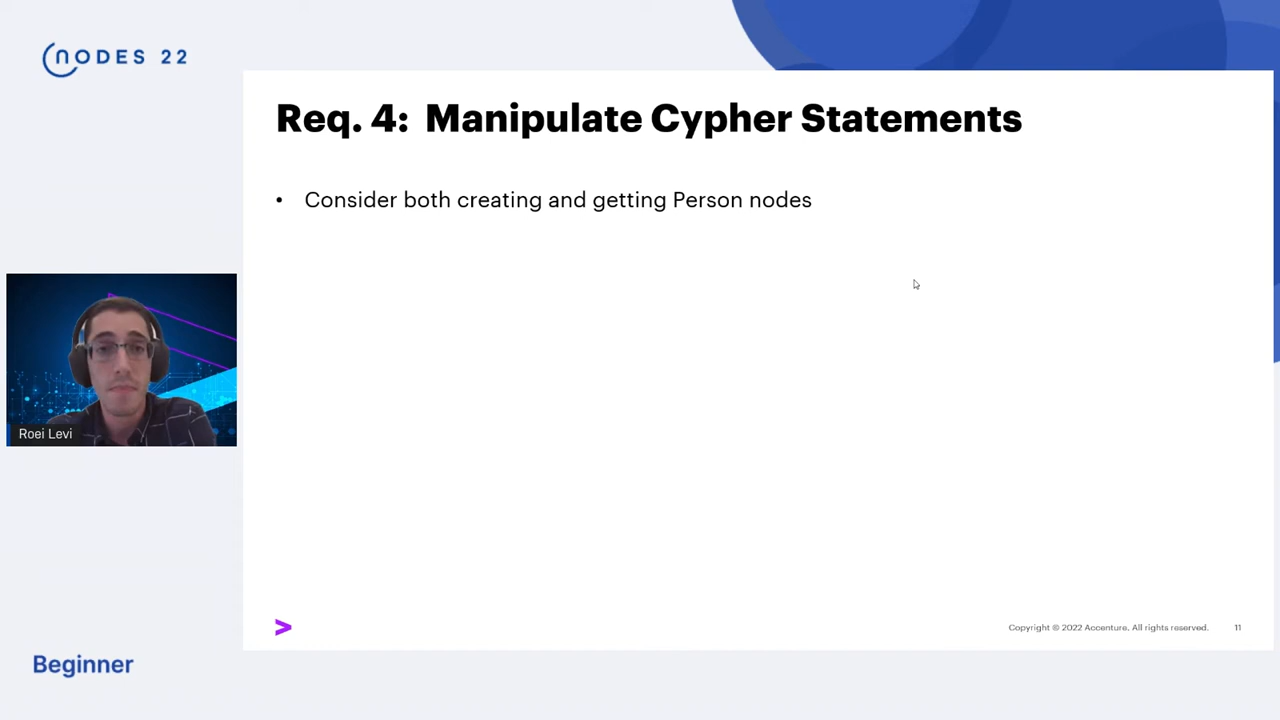 NODES 22
Req. 4: Manipulate Cypher Statements
• Consider both creating and getting Person nodes
Roei Levi
>
Copyright © 2022 Accenture. All rights reserved. 11
Beginner